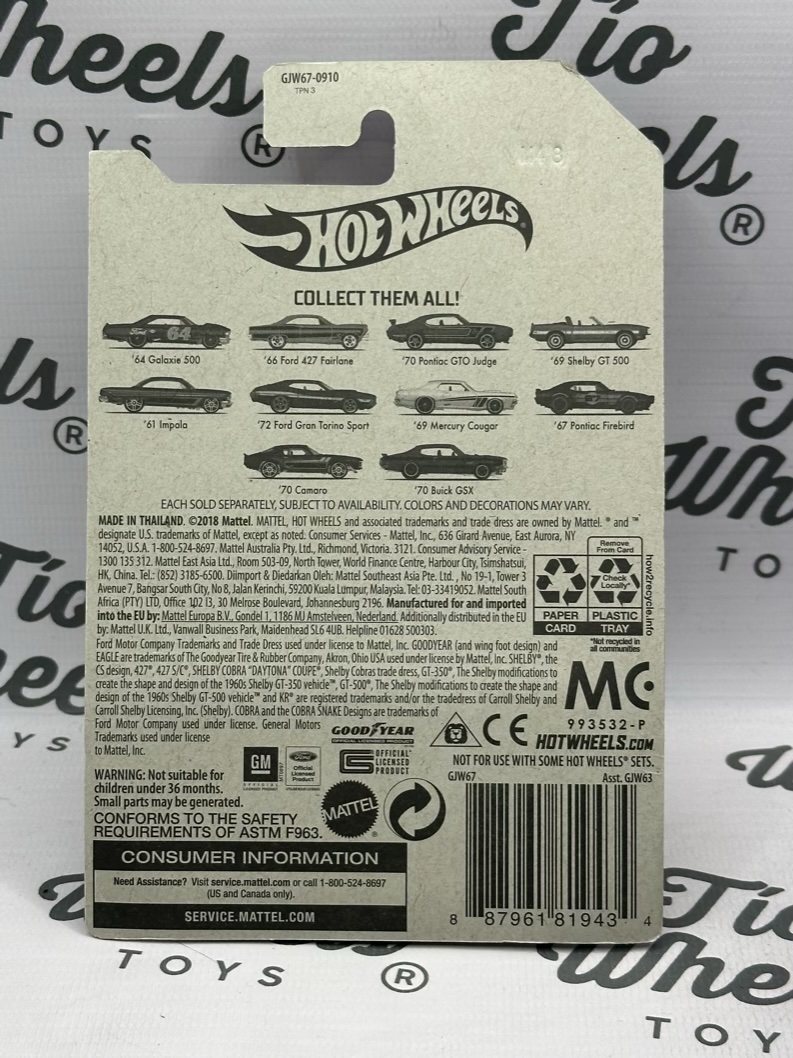 GJW67-0910
TPN 3
HOT WHEELS
COLLECT THEM ALL!
'64 Galaxie 500
'66 Ford 427 Fairlane
'70 Pontiac GTO Judge
'69 Shelby GT 500
'61 Impala
'72 Ford Gran Torino Sport
'69 Mercury Cougar
'67 Pontiac Firebird
'70 Camaro
'70 Buick GSX
EACH SOLD SEPARATELY, SUBJECT TO AVAILABILITY. COLORS AND DECORATIONS MAY VARY.
MADE IN THAILAND. ©2018 Mattel. MATTEL, HOT WHEELS and associated trademarks and trade dress are owned by Mattel. ® and ™
designate U.S. trademarks of Mattel, except as noted. Consumer Services - Mattel, Inc., 636 Girard Avenue, East Aurora, NY
14052, U.S.A. 1-800-524-8697. Mattel Australia Pty. Ltd., Richmond, Victoria. 3121. Consumer Advisory Service -
1300 135 312. Mattel East Asia Ltd., Room 503-09, North Tower, World Finance Centre, Harbour City, Tsimshatsui,
HK, China. Tel.: (852) 3185-6500. Diimport & Diedarkan Oleh: Mattel Southeast Asia Pte. Ltd. , No 19-1, Tower 3
Avenue 7, Bangsar South City, No 8, Jalan Kerinchi, 59200 Kuala Lumpur, Malaysia. Tel: 03-33419052. Mattel South
Africa (PTY) LTD, Office 102 I3, 30 Melrose Boulevard, Johannesburg 2196. Manufactured for and imported
into the EU by: Mattel Europa B.V., Gondel 1, 1186 MJ Amstelveen, Nederland. Additionally distributed in the EU
by: Mattel U.K. Ltd., Vanwall Business Park, Maidenhead SL6 4UB. Helpline 01628 500303.
Remove From Card
Check Locally*
PAPER CARD
PLASTIC TRAY
*Not recycled in all communities
how2recycle.info
Ford Motor Company Trademarks and Trade Dress used under license to Mattel, Inc. GOODYEAR (and wing foot design) and
EAGLE are trademarks of The Goodyear Tire & Rubber Company, Akron, Ohio USA used under license by Mattel, Inc. SHELBY®, the
CS design, 427®, 427 S/C®, SHELBY COBRA "DAYTONA" COUPE®, Shelby Cobras trade dress, GT-350®, The Shelby modifications to
create the shape and design of the 1960s Shelby GT-350 vehicle™, GT-500®, The Shelby modifications to create the shape and
design of the 1960s Shelby GT-500 vehicle™ and KR® are registered trademarks and/or the tradedress of Carroll Shelby and
Carroll Shelby Licensing, Inc. (Shelby). COBRA and the COBRA SNAKE Designs are trademarks of
Ford Motor Company used under license. General Motors
Trademarks used under license
to Mattel, Inc.
GM
OFFICIAL LICENSED PRODUCT
Ford
Official Licensed Product
GOOD YEAR
OFFICIAL LICENSED PRODUCT
OFFICIAL LICENSED PRODUCT
CE
MC
993532-P
HOTWHEELS.COM
NOT FOR USE WITH SOME HOT WHEELS® SETS.
GJW67
Asst. GJW63
WARNING: Not suitable for
children under 36 months.
Small parts may be generated.
CONFORMS TO THE SAFETY
REQUIREMENTS OF ASTM F963.
MATTEL
CONSUMER INFORMATION
Need Assistance? Visit service.mattel.com or call 1-800-524-8697
(US and Canada only).
SERVICE.MATTEL.COM
8 87961 81943 4
Tio Wheels
TOYS ®